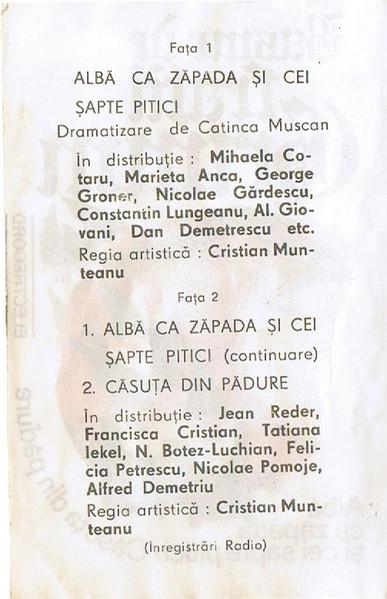 Fața 1
ALBĂ CA ZĂPADA ȘI CEI
ȘAPTE PITICI
Dramatizare de Catinca Muscan
În distribuție : Mihaela Co-
taru, Marieta Anca, George
Groner, Nicolae Gărdescu,
Constantin Lungeanu, Al. Gio-
vani, Dan Demetrescu etc.
Regia artistică : Cristian Mun-
teanu
Fața 2
1. ALBĂ CA ZĂPADA ȘI CEI
ȘAPTE PITICI (continuare)
2. CĂSUȚA DIN PĂDURE
În distribuție : Jean Reder,
Francisca Cristian, Tatiana
Iekel, N. Botez-Luchian, Feli-
cia Petrescu, Nicolae Pomoje,
Alfred Demetriu
Regia artistică : Cristian Mun-
teanu
(Înregistrări Radio)
ELECTRECORD
din pădure